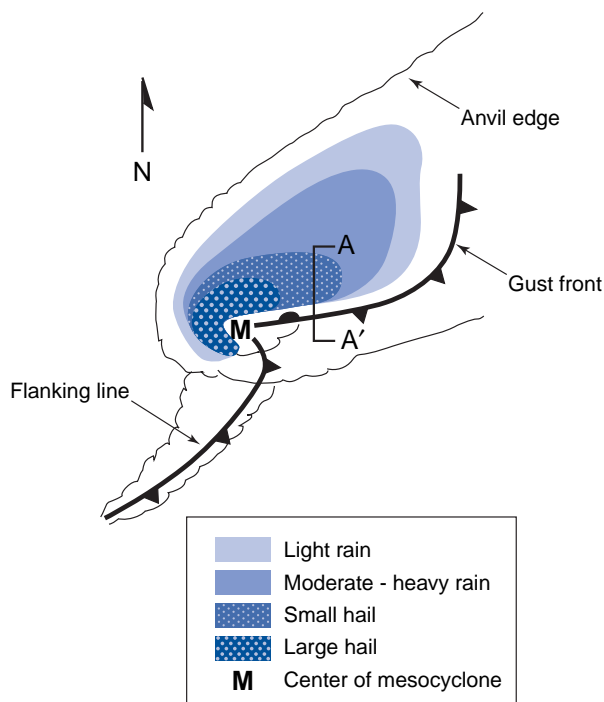 Anvil edge
N
A
Gust front
M
A′
Flanking line
Light rain
Moderate - heavy rain
Small hail
Large hail
M Center of mesocyclone